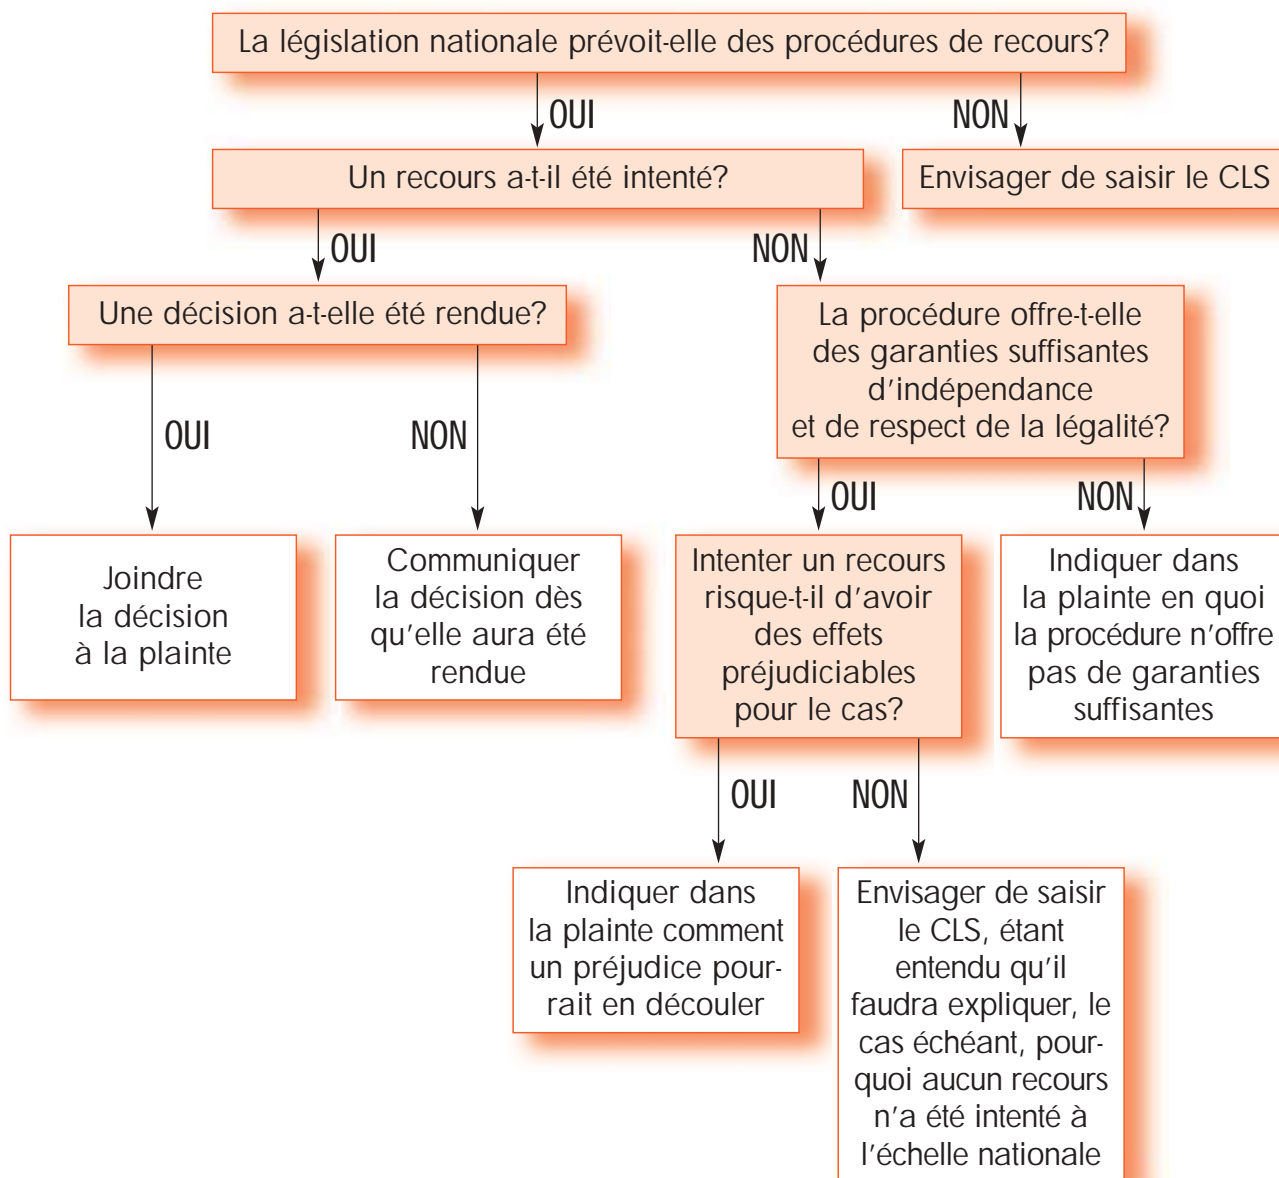 La législation nationale prévoit-elle des procédures de recours?
OUI
NON
Un recours a-t-il été intenté?
Envisager de saisir le CLS
OUI
NON
Une décision a-t-elle été rendue?
La procédure offre-t-elle
des garanties suffisantes
d'indépendance
et de respect de la légalité?
OUI
NON
OUI
NON
Joindre
la décision
à la plainte
Communiquer
la décision dès
qu'elle aura été
rendue
Intenter un recours
risque-t-il d'avoir
des effets
préjudiciables
pour le cas?
Indiquer dans
la plainte en quoi
la procédure n'offre
pas de garanties
suffisantes
OUI
NON
Indiquer dans
la plainte comment
un préjudice pour-
rait en découler
Envisager de saisir
le CLS, étant
entendu qu'il
faudra expliquer, le
cas échéant, pour-
quoi aucun recours
n'a été intenté à
l'échelle nationale